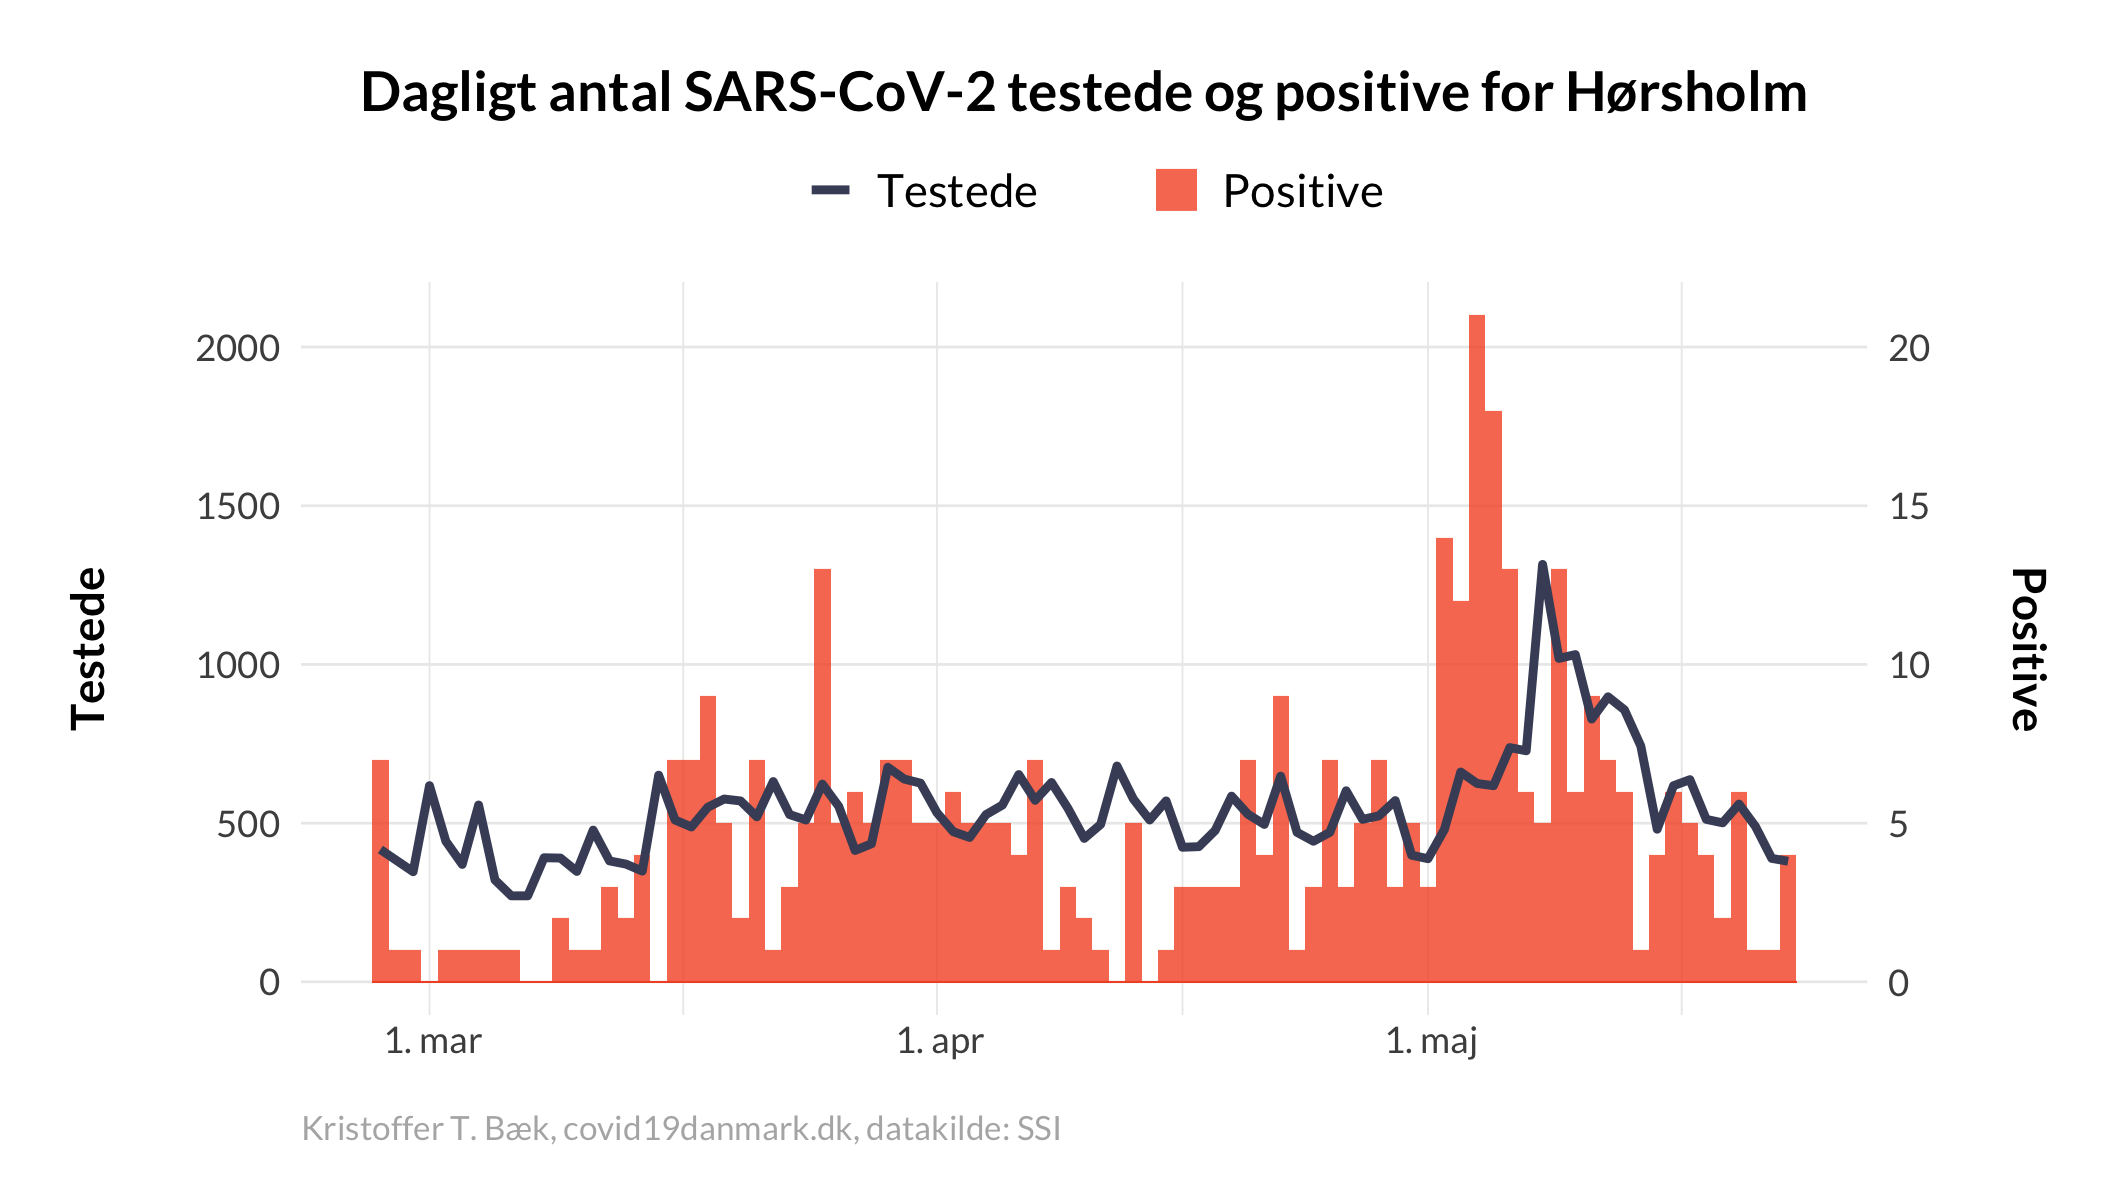 Dagligt antal SARS-CoV-2 testede og positive for Hørsholm
Testede
Positive
2000
1500
1000
500
0
Testede
20
15
10
5
0
Positive
1. mar
1. apr
1. maj
Kristoffer T. Bæk, covid19danmark.dk, datakilde: SSI